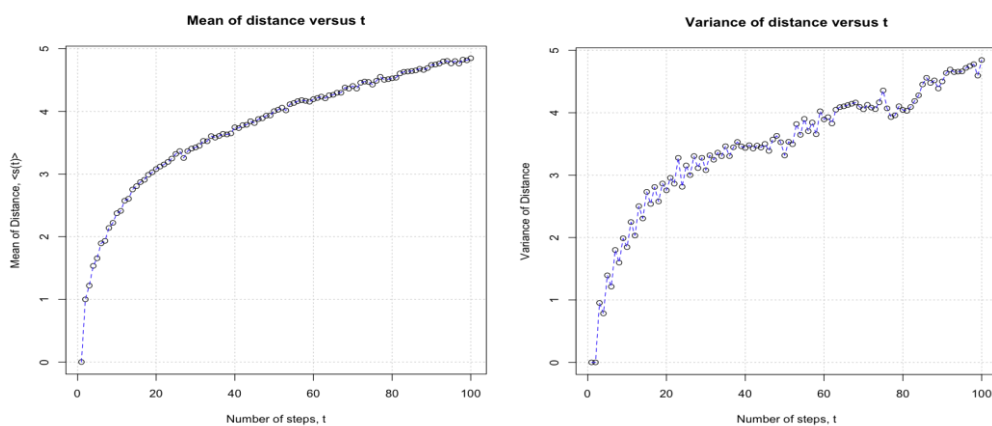 Mean of distance versus t
Mean of Distance, <s(t)>
5
4
3
2
1
0
0 20 40 60 80 100
Number of steps, t
Variance of distance versus t
Variance of Distance
5
4
3
2
1
0
0 20 40 60 80 100
Number of steps, t